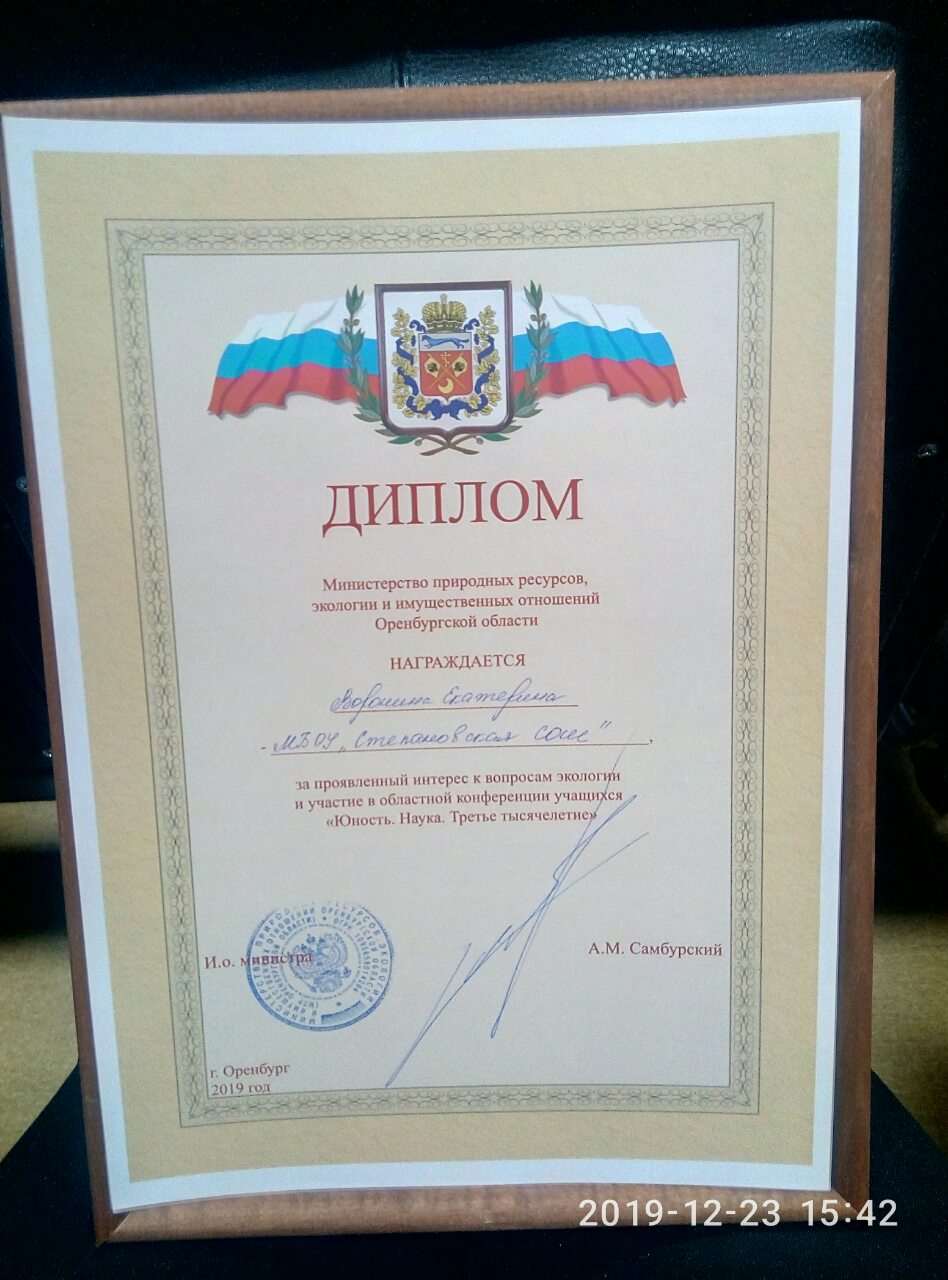 ДИПЛОМ
Министерство природных ресурсов,
экологии и имущественных отношений
Оренбургской области
НАГРАЖДАЕТСЯ
Воронина Екатерина
МБОУ „Степановская сош"
,
за проявленный интерес к вопросам экологии
и участие в областной конференции учащихся
«Юность. Наука. Третье тысячелетие»
И.о. министра
А.М. Самбурский
г. Оренбург
2019 год
2019-12-23 15:42